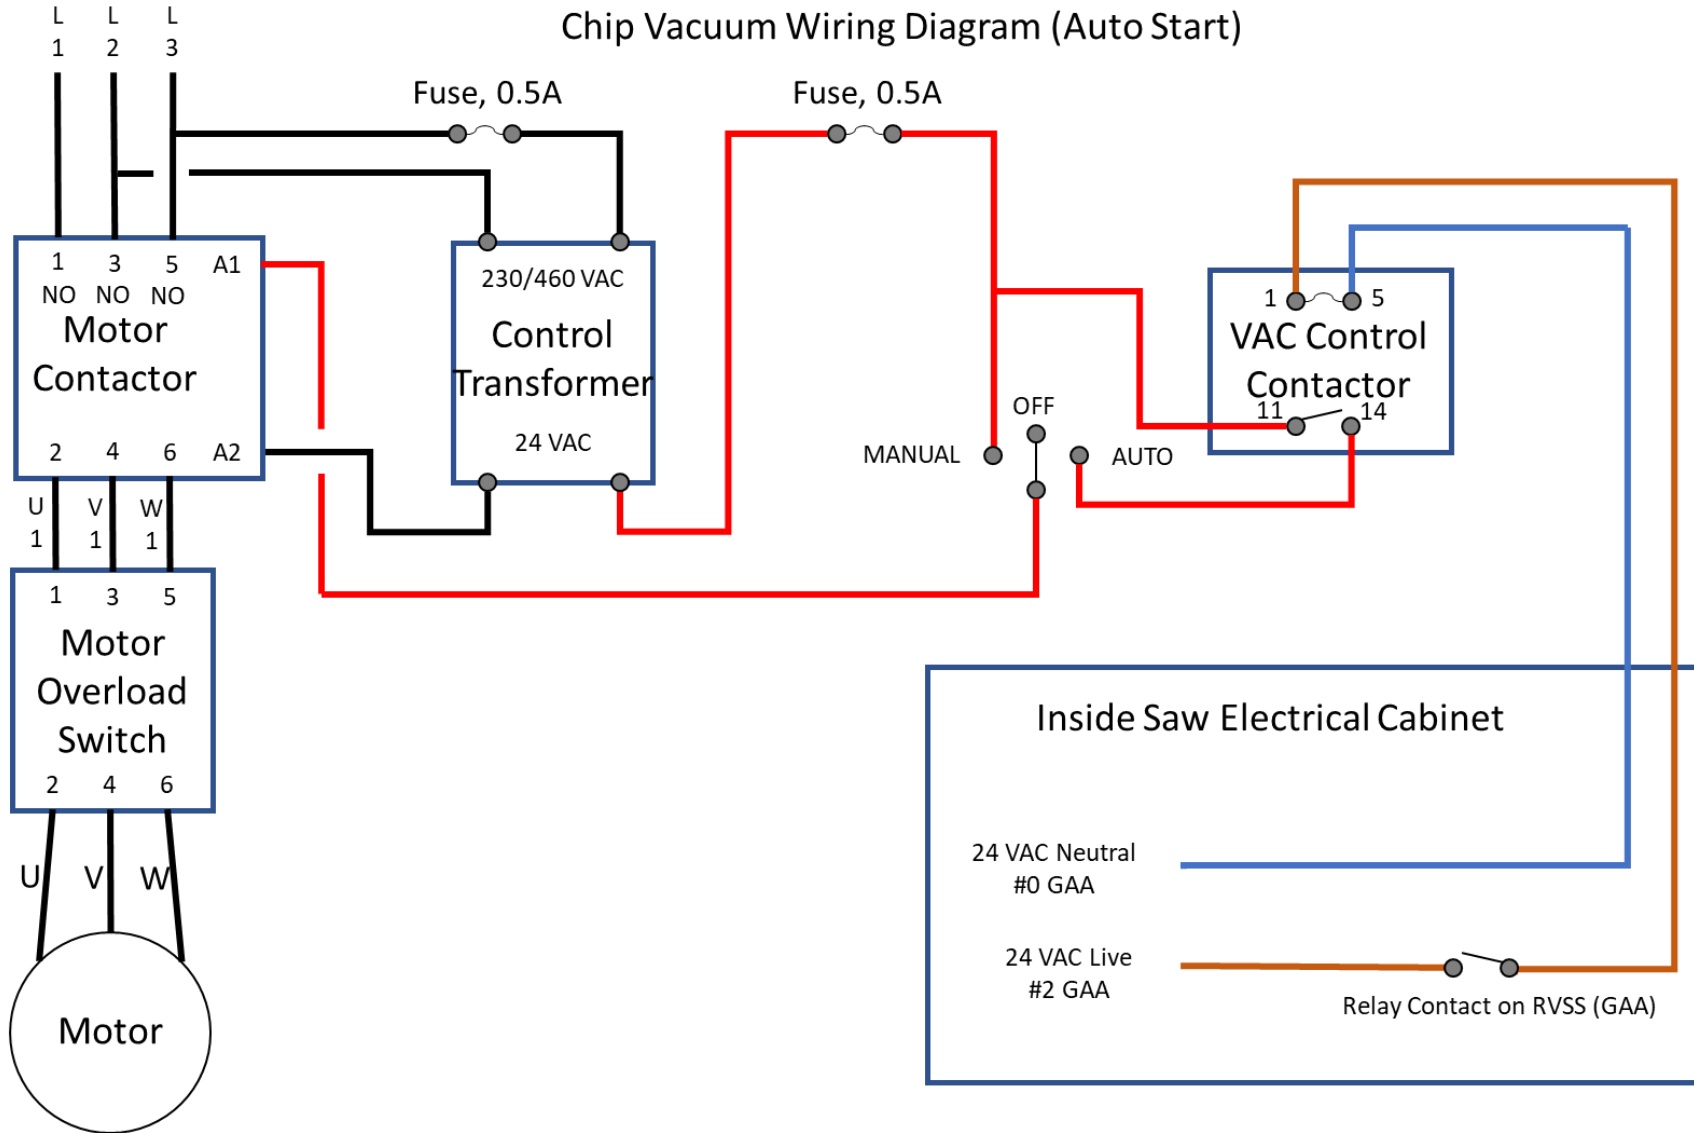 Chip Vacuum Wiring Diagram (Auto Start)
L L L
1 2 3
Fuse, 0.5A
Fuse, 0.5A
1 3 5 A1
NO NO NO
Motor
Contactor
2 4 6 A2
230/460 VAC
Control
Transformer
24 VAC
OFF
MANUAL
AUTO
1 5
VAC Control
Contactor
11 14
U V W
1 1 1
1 3 5
Motor
Overload
Switch
2 4 6
U V W
Motor
Inside Saw Electrical Cabinet
24 VAC Neutral
#0 GAA
24 VAC Live
#2 GAA
Relay Contact on RVSS (GAA)